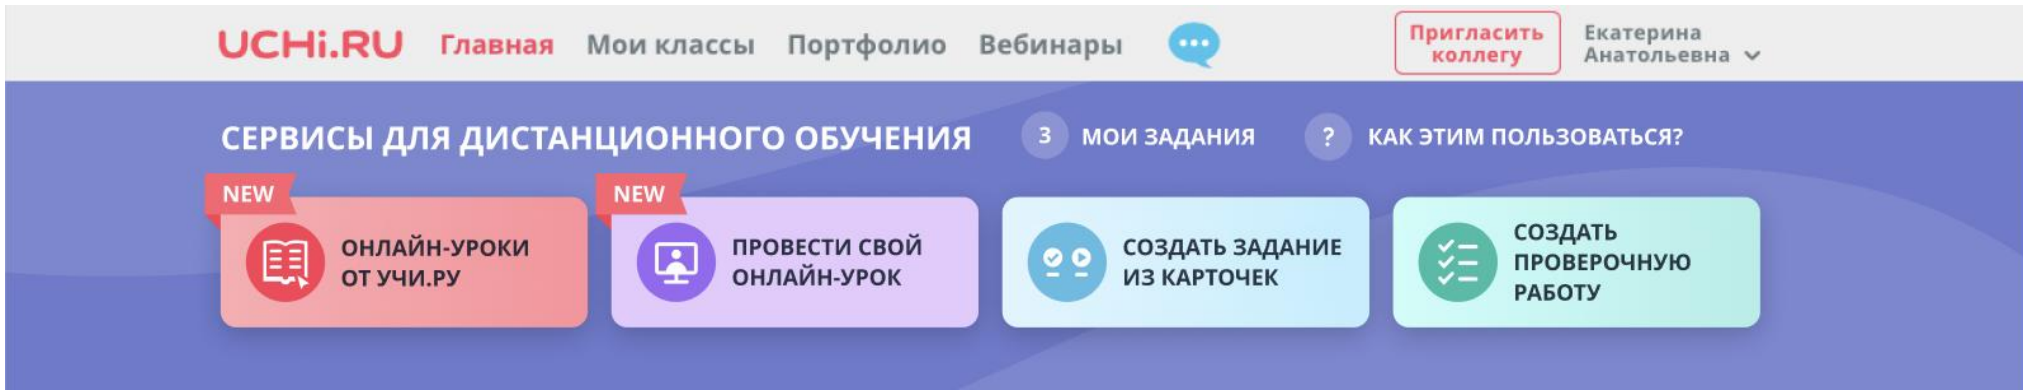 UCHi.RU Главная Мои классы Портфолио Вебинары
Пригласить
коллегу
Екатерина
Анатольевна
СЕРВИСЫ ДЛЯ ДИСТАНЦИОННОГО ОБУЧЕНИЯ
3 МОИ ЗАДАНИЯ
? КАК ЭТИМ ПОЛЬЗОВАТЬСЯ?
NEW
ОНЛАЙН-УРОКИ
ОТ УЧИ.РУ
NEW
ПРОВЕСТИ СВОЙ
ОНЛАЙН-УРОК
СОЗДАТЬ ЗАДАНИЕ
ИЗ КАРТОЧЕК
СОЗДАТЬ
ПРОВЕРОЧНУЮ
РАБОТУ